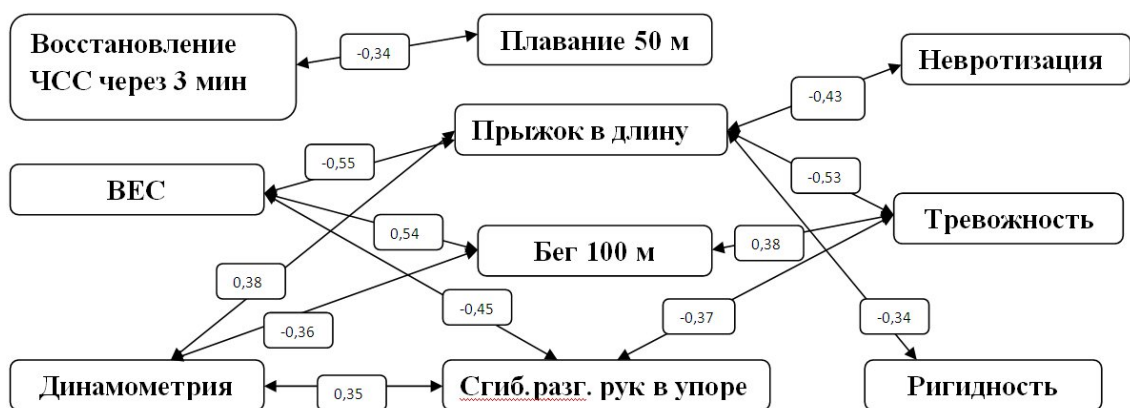 Восстановление
ЧСС через 3 мин
-0,34
Плавание 50 м
Невротизация
-0,43
Прыжок в длину
-0,55
ВЕС
-0,53
Тревожность
0,54
Бег 100 м
0,38
0,38
-0,36
-0,45
-0,37
-0,34
Динамометрия
0,35
Сгиб.разг. рук в упоре
Ригидность